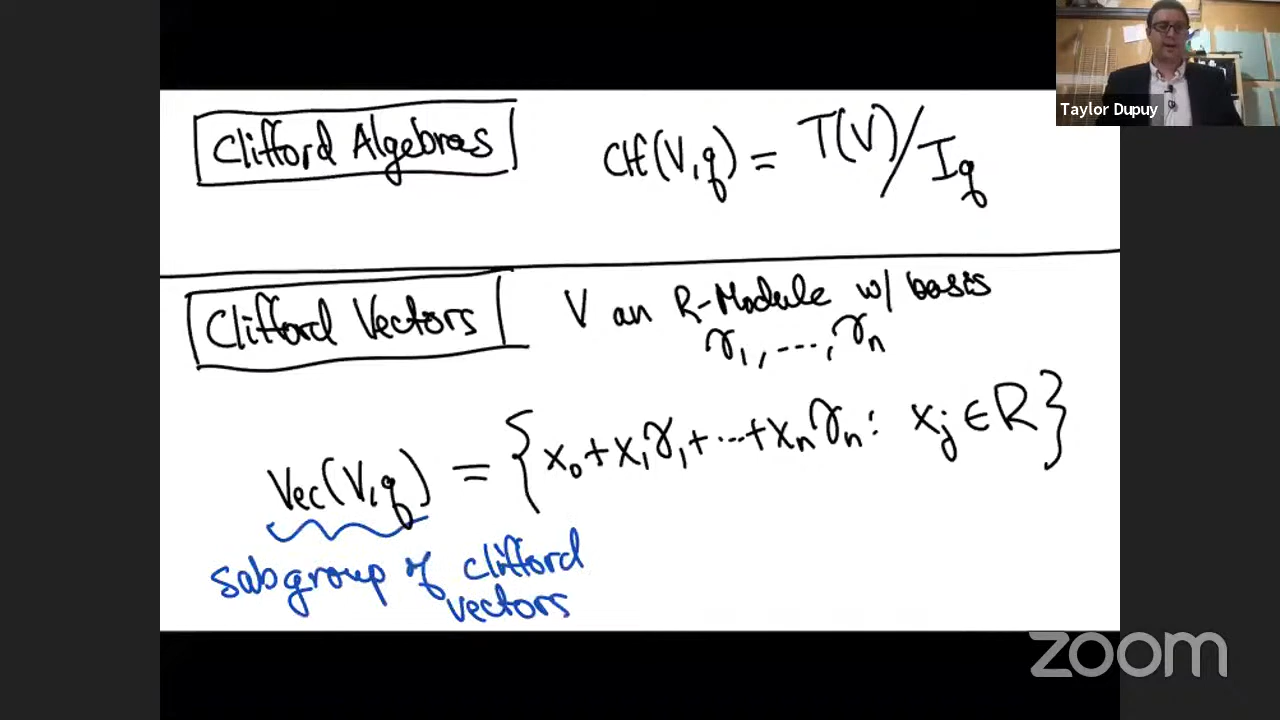 Taylor Dupuy
Clifford Algebras
Clf(V,q) = T(V)/Iq
Clifford Vectors
V an R-Module w/ basis
γ₁, ..., γₙ
Vec(V,q) = {x₀+x₁γ₁+...+xₙγₙ : xⱼ ∈ R}
subgroup of clifford
vectors
zoom